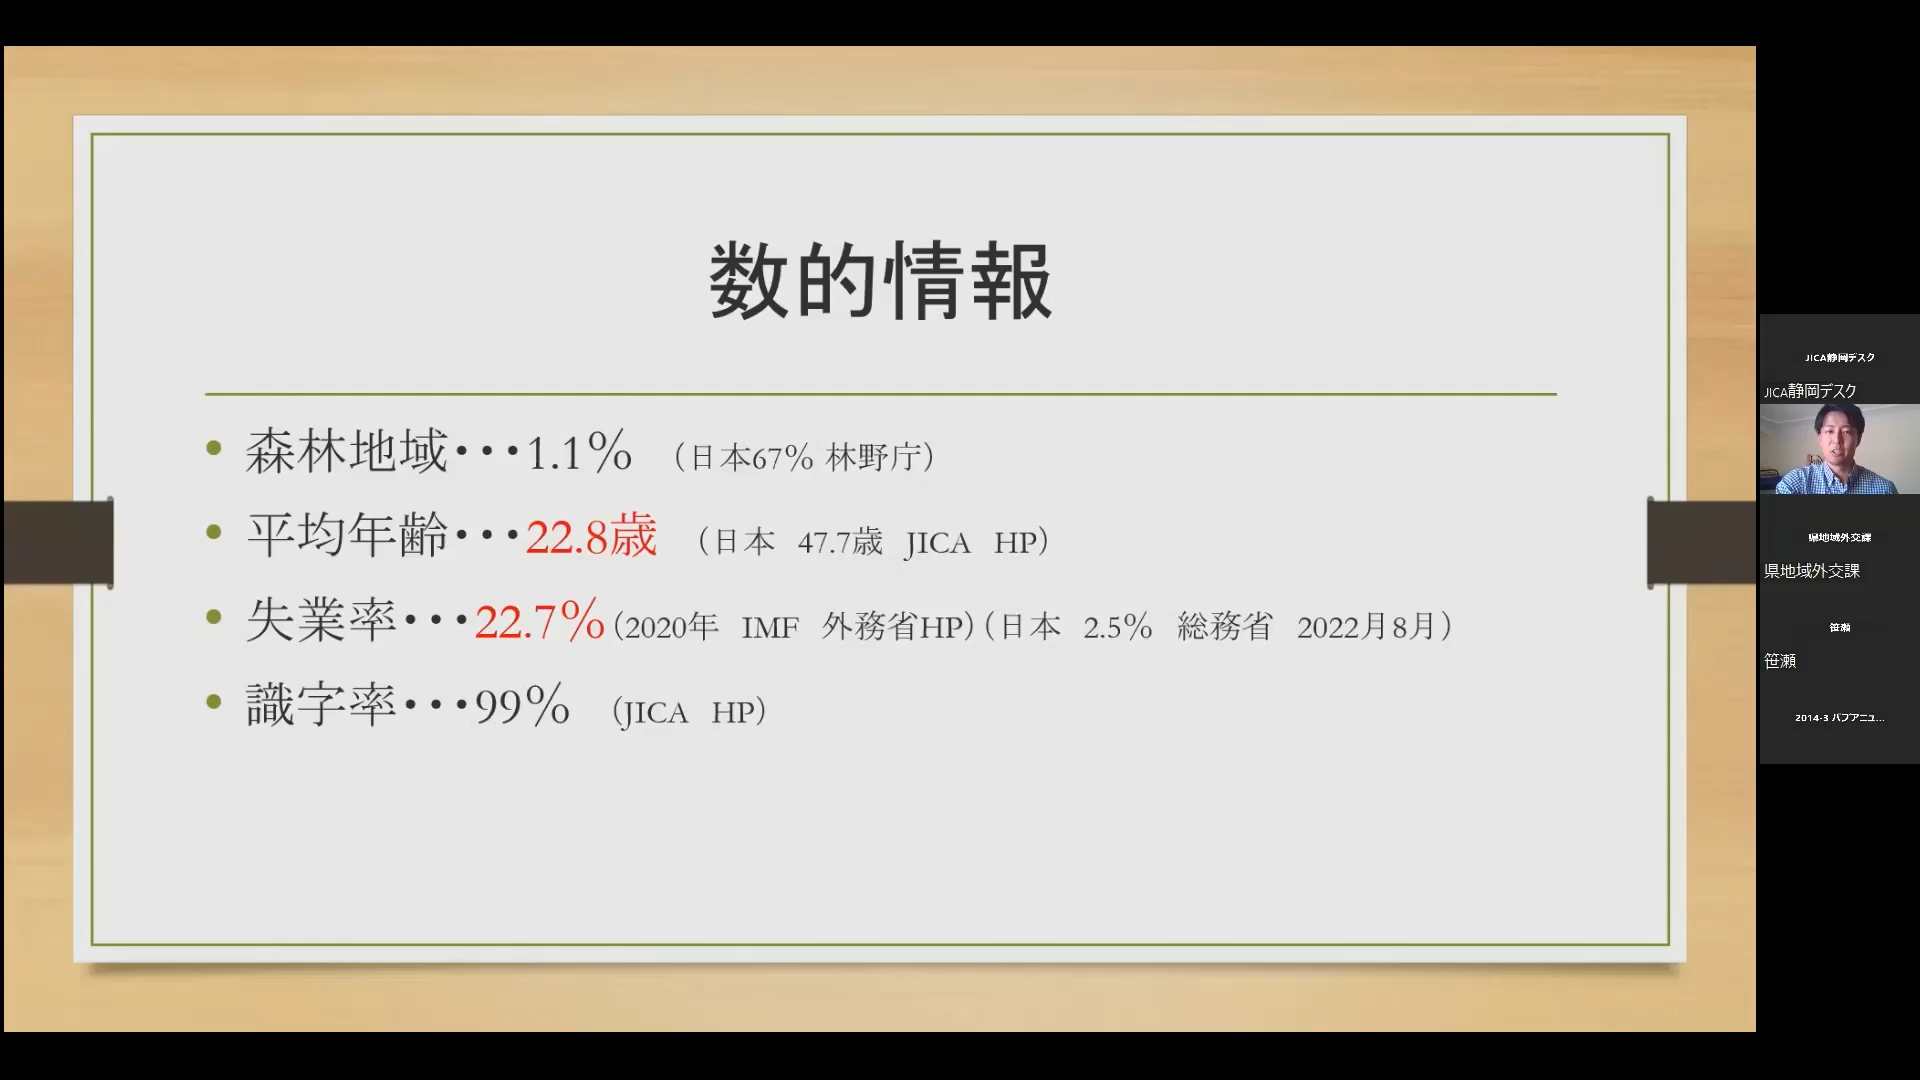 数的情報
森林地域・・・1.1％ （日本67％ 林野庁）
平均年齢・・・22.8歳 （日本 47.7歳 JICA HP）
失業率・・・22.7％（2020年 IMF 外務省HP）（日本 2.5％ 総務省 2022月8月）
識字率・・・99％ （JICA HP）
JICA静岡デスク
JICA静岡デスク
県地域外交課
県地域外交課
笹瀬
笹瀬
2014-3 パプアニュ...